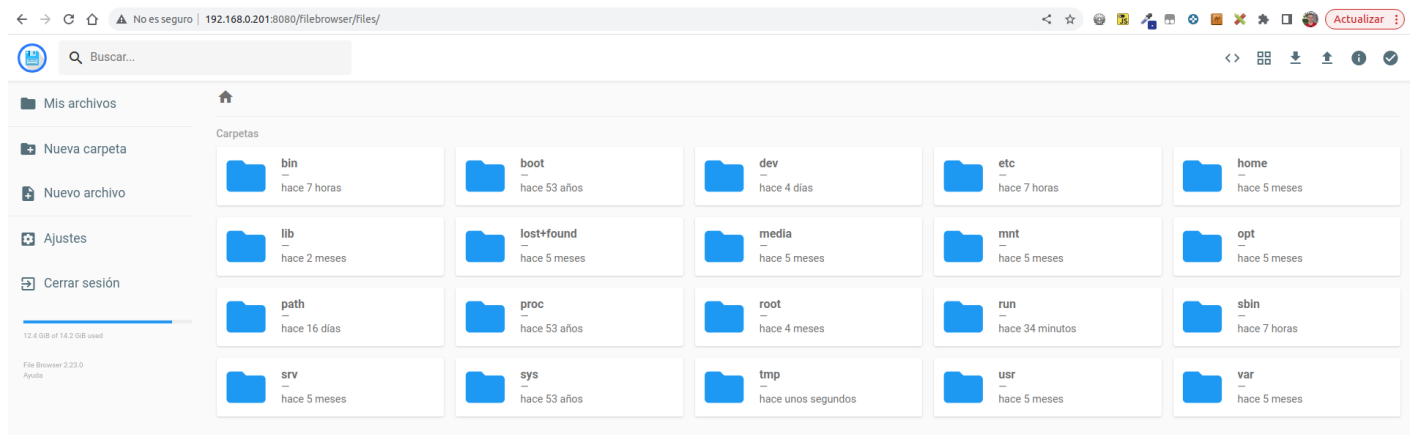 No es seguro | 192.168.0.201:8080/filebrowser/files/
Actualizar
Buscar...
Mis archivos
Nueva carpeta
Nuevo archivo
Ajustes
Cerrar sesión
12.4 GiB of 14.2 GiB used
File Browser 2.23.0
Ayuda
Carpetas
bin
—
hace 7 horas
boot
—
hace 53 años
dev
—
hace 4 días
etc
—
hace 7 horas
home
—
hace 5 meses
lib
—
hace 2 meses
lost+found
—
hace 5 meses
media
—
hace 5 meses
mnt
—
hace 5 meses
opt
—
hace 5 meses
path
—
hace 16 días
proc
—
hace 53 años
root
—
hace 4 meses
run
—
hace 34 minutos
sbin
—
hace 7 horas
srv
—
hace 5 meses
sys
—
hace 53 años
tmp
—
hace unos segundos
usr
—
hace 5 meses
var
—
hace 5 meses